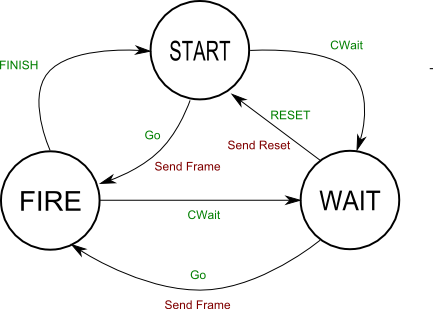 START
CWait
FINISH
RESET
Go
Send Reset
Send Frame
FIRE
WAIT
CWait
Go
Send Frame